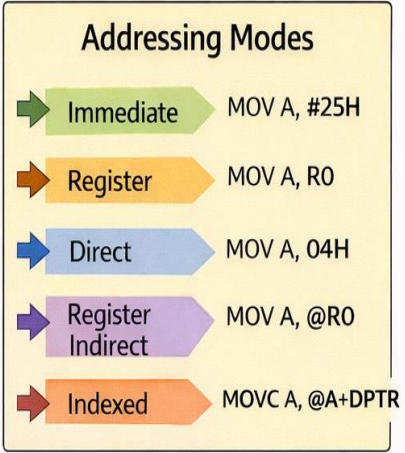 Addressing Modes
Immediate MOV A, #25H
Register MOV A, R0
Direct MOV A, 04H
Register
Indirect MOV A, @R0
Indexed MOVC A, @A+DPTR